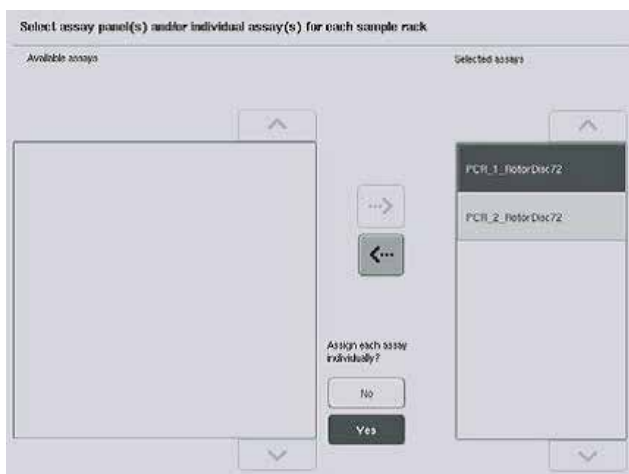 Select assay panel(s) and/or individual assay(s) for each sample rack
Available assays
Selected assays
PCR_1_RotorDisc72
PCR_2_RotorDisc72
Assign each assay
individually?
No
Yes